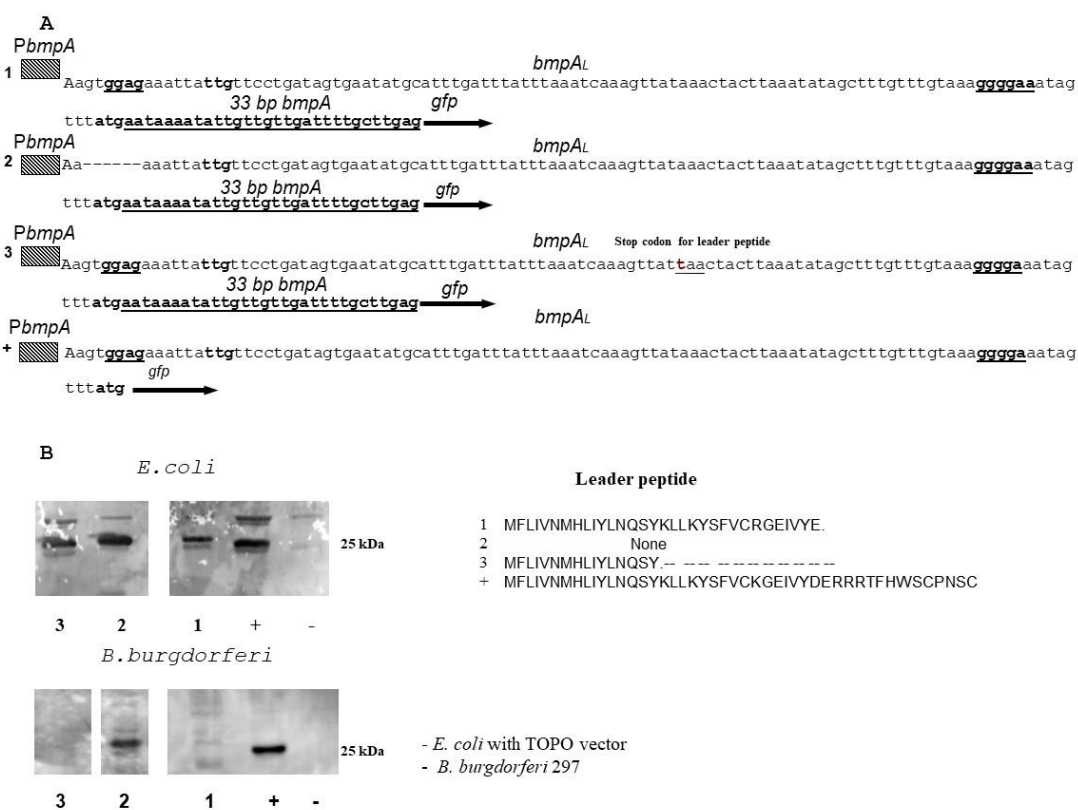 A
PbmpA
bmpAL
1 Aagtggagaaattattgttcctgatagtgaatatgcatttgatttatttaaatcaaagttataaactacttaaatatagctttgtttgtaaaggggaaatag
33 bp bmpA gfp
tttatgaataaaatattgttgttgattttgcttgag
PbmpA
bmpAL
2 Aa------aaattattgttcctgatagtgaatatgcatttgatttatttaaatcaaagttataaactacttaaatatagctttgtttgtaaaggggaaatag
33 bp bmpA gfp
tttatgaataaaatattgttgttgattttgcttgag
PbmpA
bmpAL Stop codon for leader peptide
3 Aagtggagaaattattgttcctgatagtgaatatgcatttgatttatttaaatcaaagttattaactacttaaatatagctttgtttgtaaaggggaaatag
33 bp bmpA gfp
tttatgaataaaatattgttgttgattttgcttgag
PbmpA
bmpAL
+ Aagtggagaaattattgttcctgatagtgaatatgcatttgatttatttaaatcaaagttataaactacttaaatatagctttgtttgtaaaggggaaatag
gfp
tttatg
B
E.coli
25 kDa
3 2 1 + -
B.burgdorferi
25 kDa
3 2 1 + -
Leader peptide
1 MFLIVNMHLIYLNQSYKLLKYSFVCRGEIVYE.
2 None
3 MFLIVNMHLIYLNQSY.-- -- -- -- -- -- -- -- -- --
+ MFLIVNMHLIYLNQSYKLLKYSFVCKGEIVYDERRRTFHWSCPNSC
- E. coli with TOPO vector
- B. burgdorferi 297